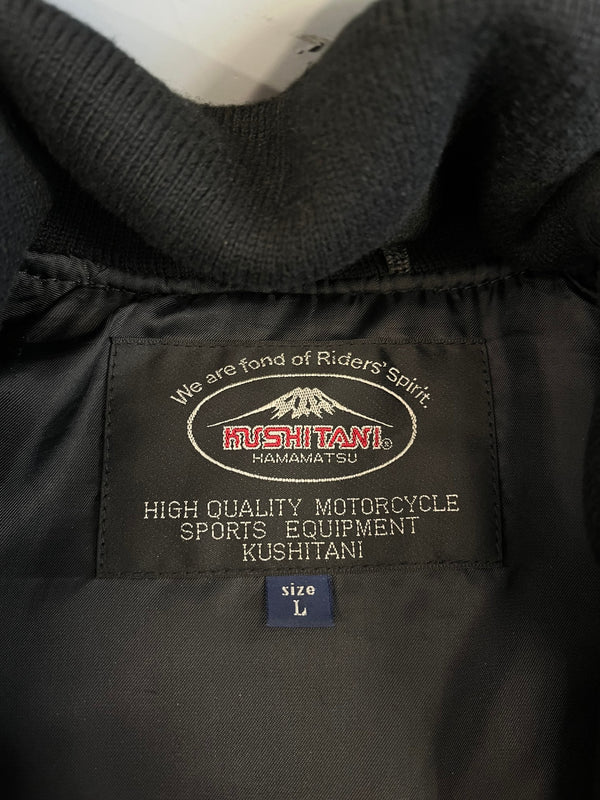 We are fond of Riders' Spirit.
KUSHITANI®
HAMAMATSU
HIGH QUALITY MOTORCYCLE
SPORTS EQUIPMENT
KUSHITANI
size
L